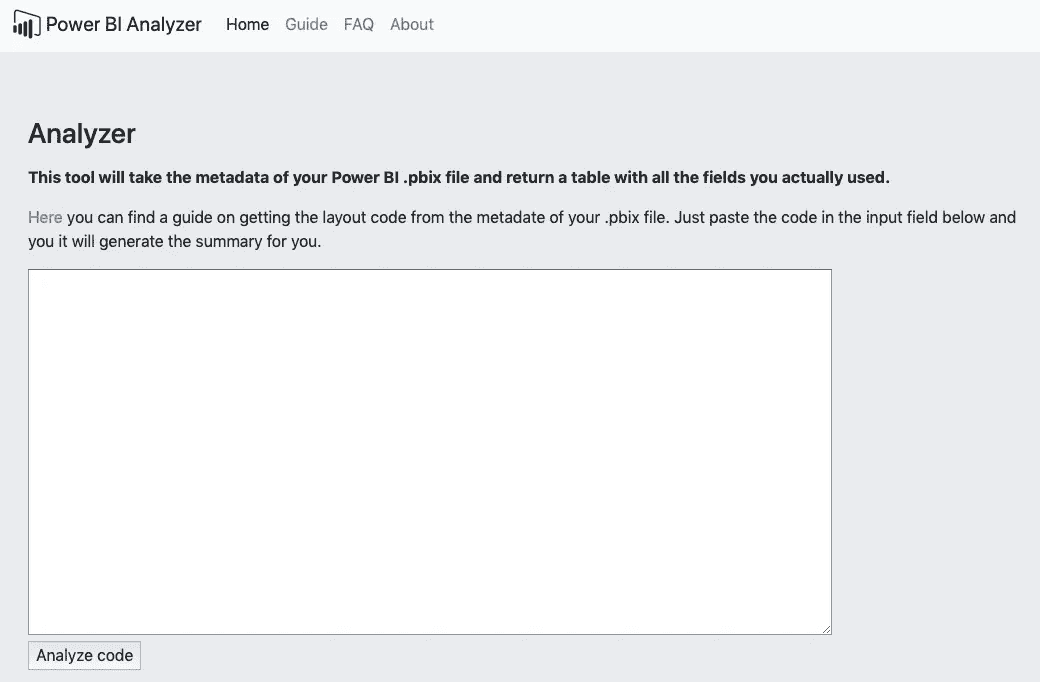 Power BI Analyzer Home Guide FAQ About
Analyzer
This tool will take the metadata of your Power BI .pbix file and return a table with all the fields you actually used.
Here you can find a guide on getting the layout code from the metadate of your .pbix file. Just paste the code in the input field below and
you it will generate the summary for you.
Analyze code